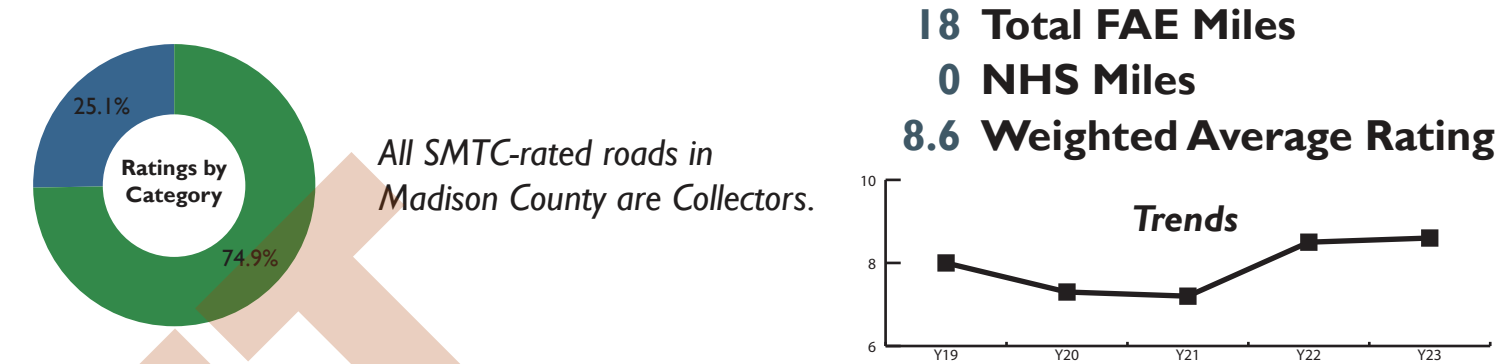 25.1%
Ratings by
Category
74.9%
All SMTC-rated roads in
Madison County are Collectors.
18 Total FAE Miles
0 NHS Miles
8.6 Weighted Average Rating
Trends
10
8
6
Y19 Y20 Y21 Y22 Y23